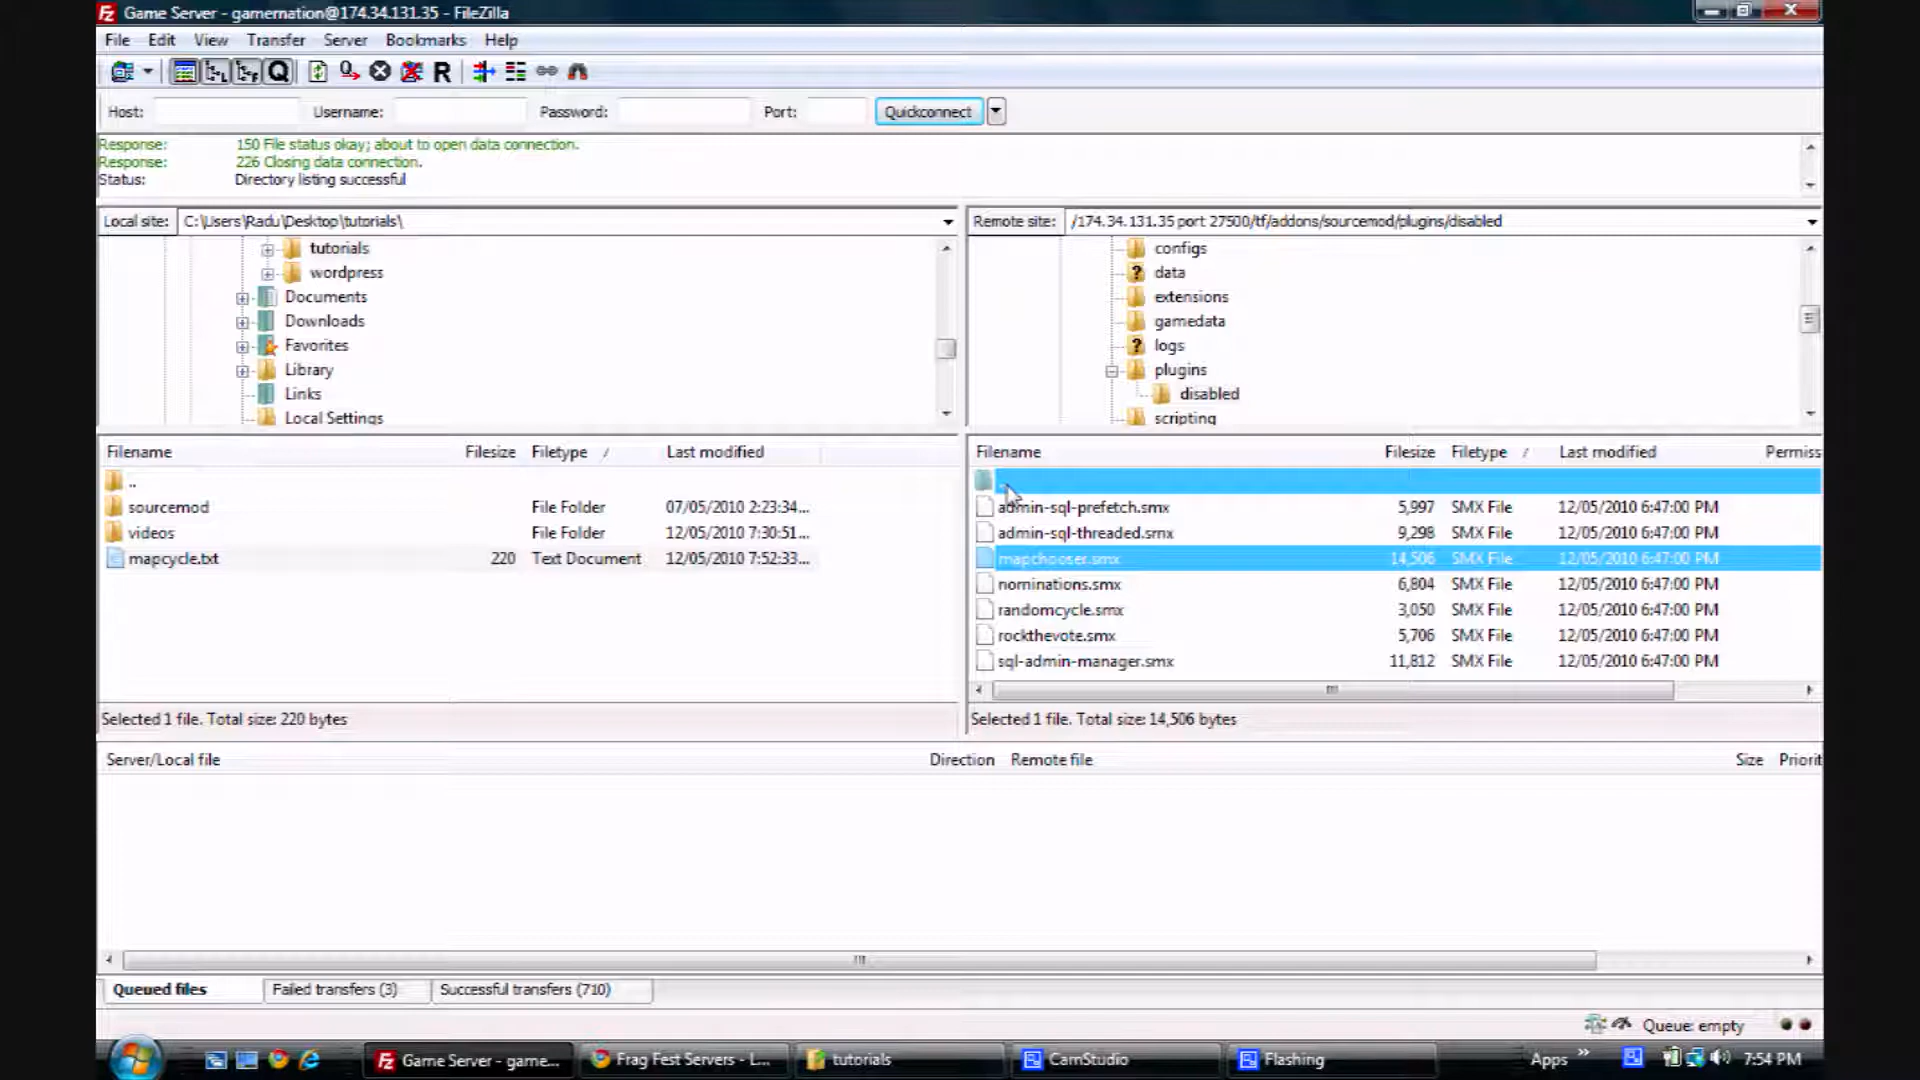 Game Server - gamernation@174.34.131.35 - FileZilla
File Edit View Transfer Server Bookmarks Help
Host: Username: Password: Port: Quickconnect
Response: 150 File status okay; about to open data connection.
Response: 226 Closing data connection.
Status: Directory listing successful
Local site: C:\Users\Radu\Desktop\tutorials\
Remote site: /174.34.131.35 port 27500/tf/addons/sourcemod/plugins/disabled
tutorials
wordpress
Documents
Downloads
Favorites
Library
Links
Local Settings
configs
data
extensions
gamedata
logs
plugins
disabled
scripting
Filename Filesize Filetype / Last modified
..
sourcemod File Folder 07/05/2010 2:23:34...
videos File Folder 12/05/2010 7:30:51...
mapcycle.txt 220 Text Document 12/05/2010 7:52:33...
Selected 1 file. Total size: 220 bytes
Filename Filesize Filetype / Last modified Permiss
admin-sql-prefetch.smx 5,997 SMX File 12/05/2010 6:47:00 PM
admin-sql-threaded.smx 9,298 SMX File 12/05/2010 6:47:00 PM
mapchooser.smx 14,506 SMX File 12/05/2010 6:47:00 PM
nominations.smx 6,804 SMX File 12/05/2010 6:47:00 PM
randomcycle.smx 3,050 SMX File 12/05/2010 6:47:00 PM
rockthevote.smx 5,706 SMX File 12/05/2010 6:47:00 PM
sql-admin-manager.smx 11,812 SMX File 12/05/2010 6:47:00 PM
Selected 1 file. Total size: 14,506 bytes
Server/Local file Direction Remote file Size Priorit
Queued files Failed transfers (3) Successful transfers (710)
Queue: empty
Game Server - game... Frag Fest Servers - L... tutorials CamStudio Flashing Apps » 7:54 PM